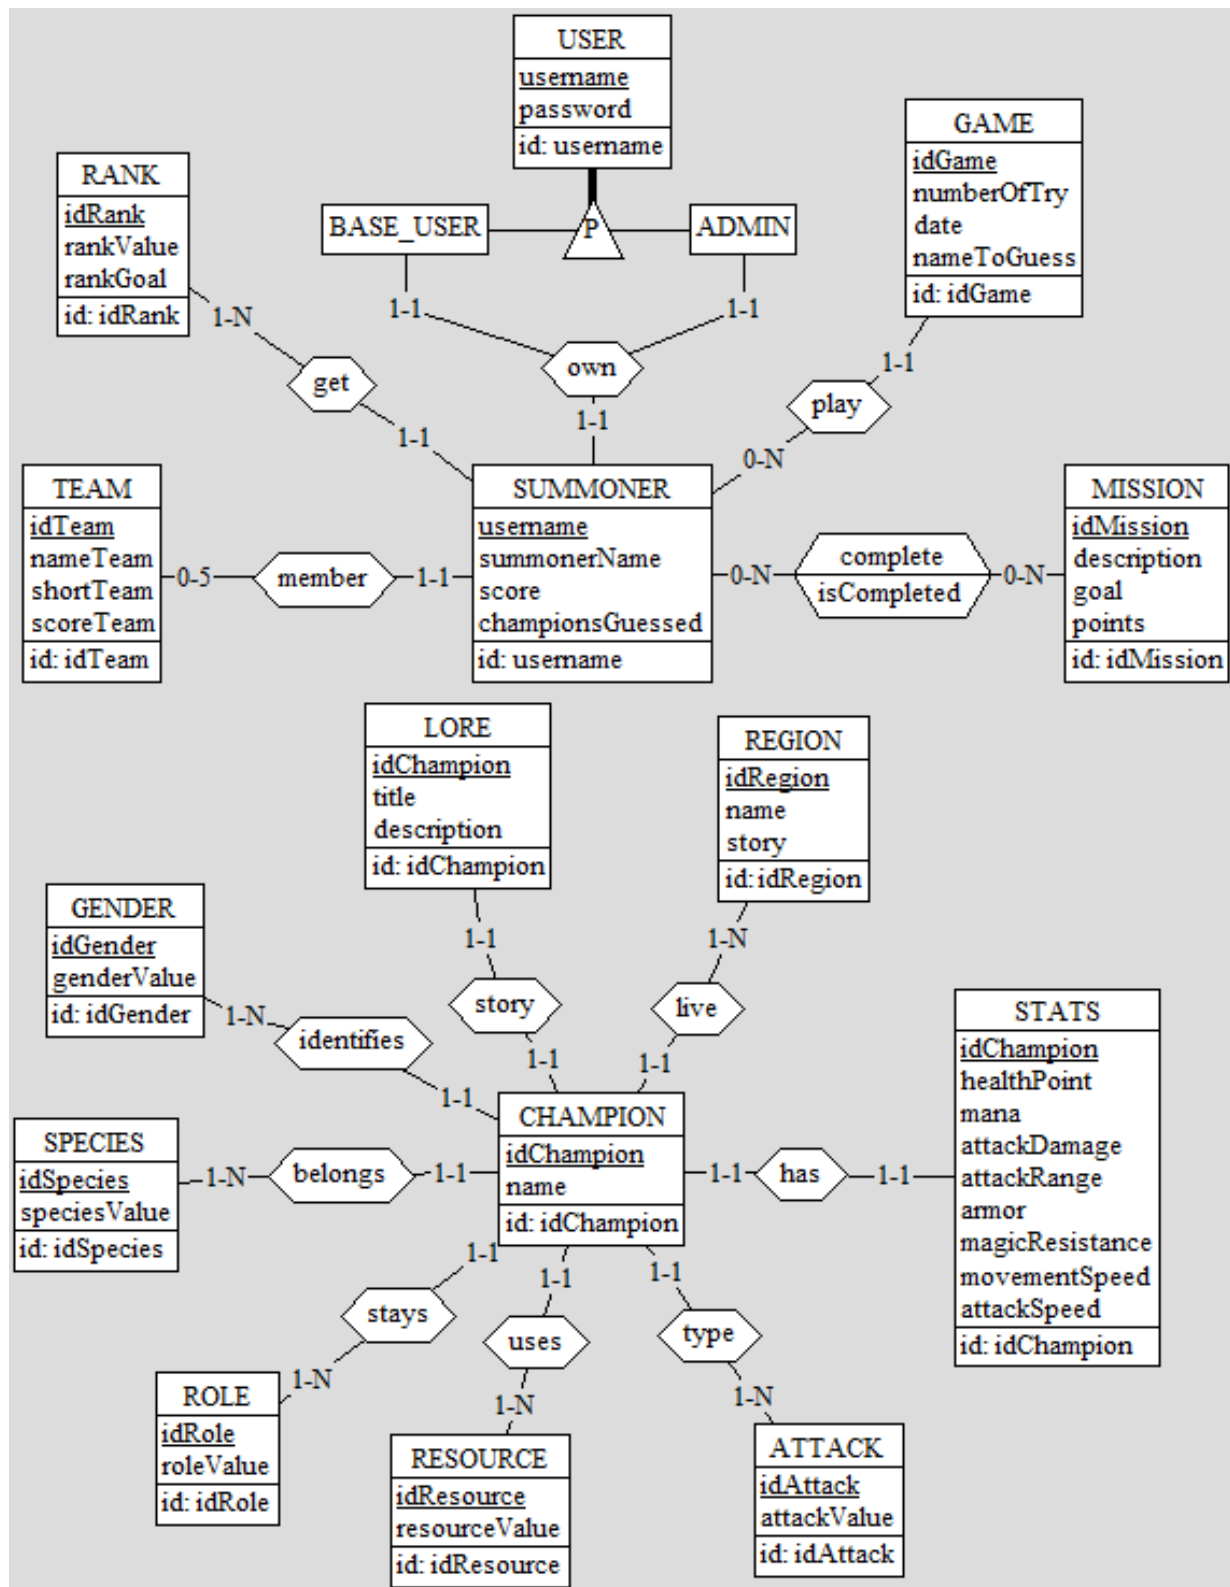 USER
username
password
id: username
GAME
idGame
numberOfTry
date
nameToGuess
id: idGame
RANK
idRank
rankValue
rankGoal
id: idRank
BASE_USER
P
ADMIN
1-1
1-1
1-N
get
own
1-1
play
1-1
1-1
0-N
TEAM
idTeam
nameTeam
shortTeam
scoreTeam
id: idTeam
0-5
member
1-1
SUMMONER
username
summonerName
score
championsGuessed
id: username
0-N
complete
isCompleted
0-N
MISSION
idMission
description
goal
points
id: idMission
LORE
idChampion
title
description
id: idChampion
REGION
idRegion
name
story
id: idRegion
GENDER
idGender
genderValue
id: idGender
1-1
1-N
1-N
story
live
identifies
1-1
1-1
1-1
STATS
idChampion
healthPoint
mana
attackDamage
attackRange
armor
magicResistance
movementSpeed
attackSpeed
id: idChampion
CHAMPION
idChampion
name
id: idChampion
SPECIES
idSpecies
speciesValue
id: idSpecies
1-N
belongs
1-1
1-1
has
1-1
1-1
1-1
1-1
stays
uses
type
1-N
1-N
1-N
ROLE
idRole
roleValue
id: idRole
RESOURCE
idResource
resourceValue
id: idResource
ATTACK
idAttack
attackValue
id: idAttack